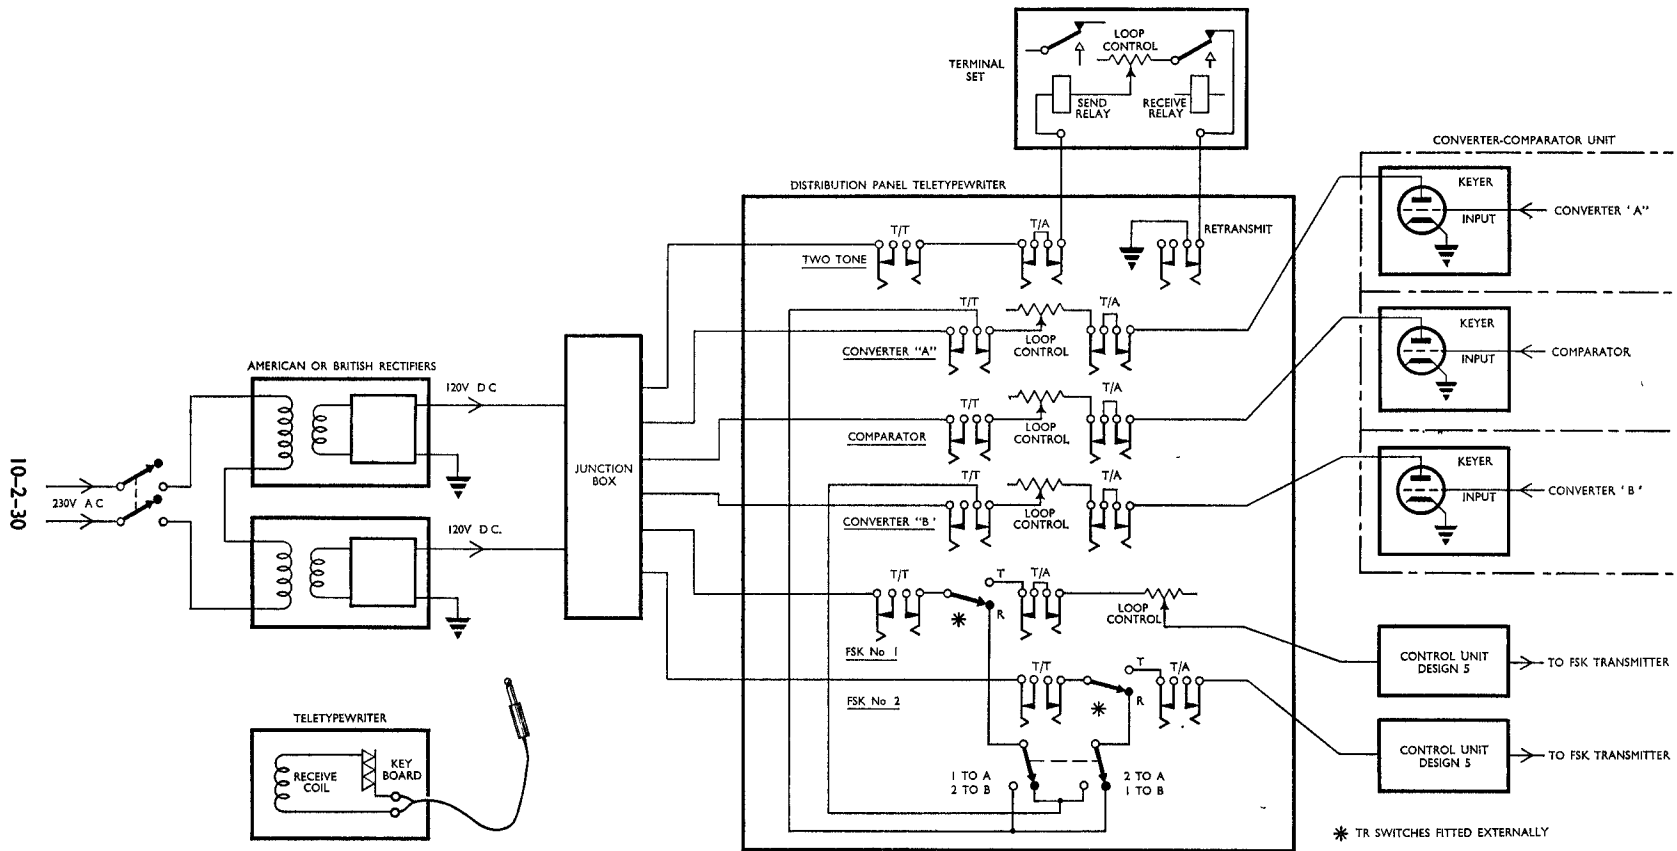 TERMINAL
SET
LOOP
CONTROL
SEND
RELAY
RECEIVE
RELAY
CONVERTER-COMPARATOR UNIT
KEYER
INPUT
CONVERTER 'A"
KEYER
INPUT
COMPARATOR
KEYER
INPUT
CONVERTER 'B'
DISTRIBUTION PANEL TELETYPEWRITER
T/T
T/A
RETRANSMIT
TWO TONE
T/T
T/A
LOOP
CONTROL
CONVERTER "A"
T/T
T/A
LOOP
CONTROL
COMPARATOR
T/T
T/A
LOOP
CONTROL
CONVERTER "B'
T/T
T
T/A
R
LOOP
CONTROL
FSK No 1
T/T
T
T/A
R
FSK No 2
1 TO A
2 TO B
2 TO A
1 TO B
AMERICAN OR BRITISH RECTIFIERS
120V D C
120V D C.
230V A C
JUNCTION
BOX
10-2-30
TELETYPEWRITER
RECEIVE
COIL
KEY
BOARD
CONTROL UNIT
DESIGN 5
TO FSK TRANSMITTER
CONTROL UNIT
DESIGN 5
TO FSK TRANSMITTER
TR SWITCHES FITTED EXTERNALLY